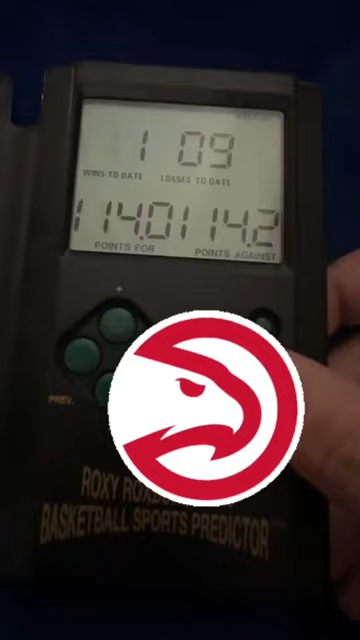 1 09
WINS TO DATE LOSSES TO DATE
114.0 114.2
POINTS FOR POINTS AGAINST
PREV.
ROXY
BASKETBALL SPORTS PREDICTOR